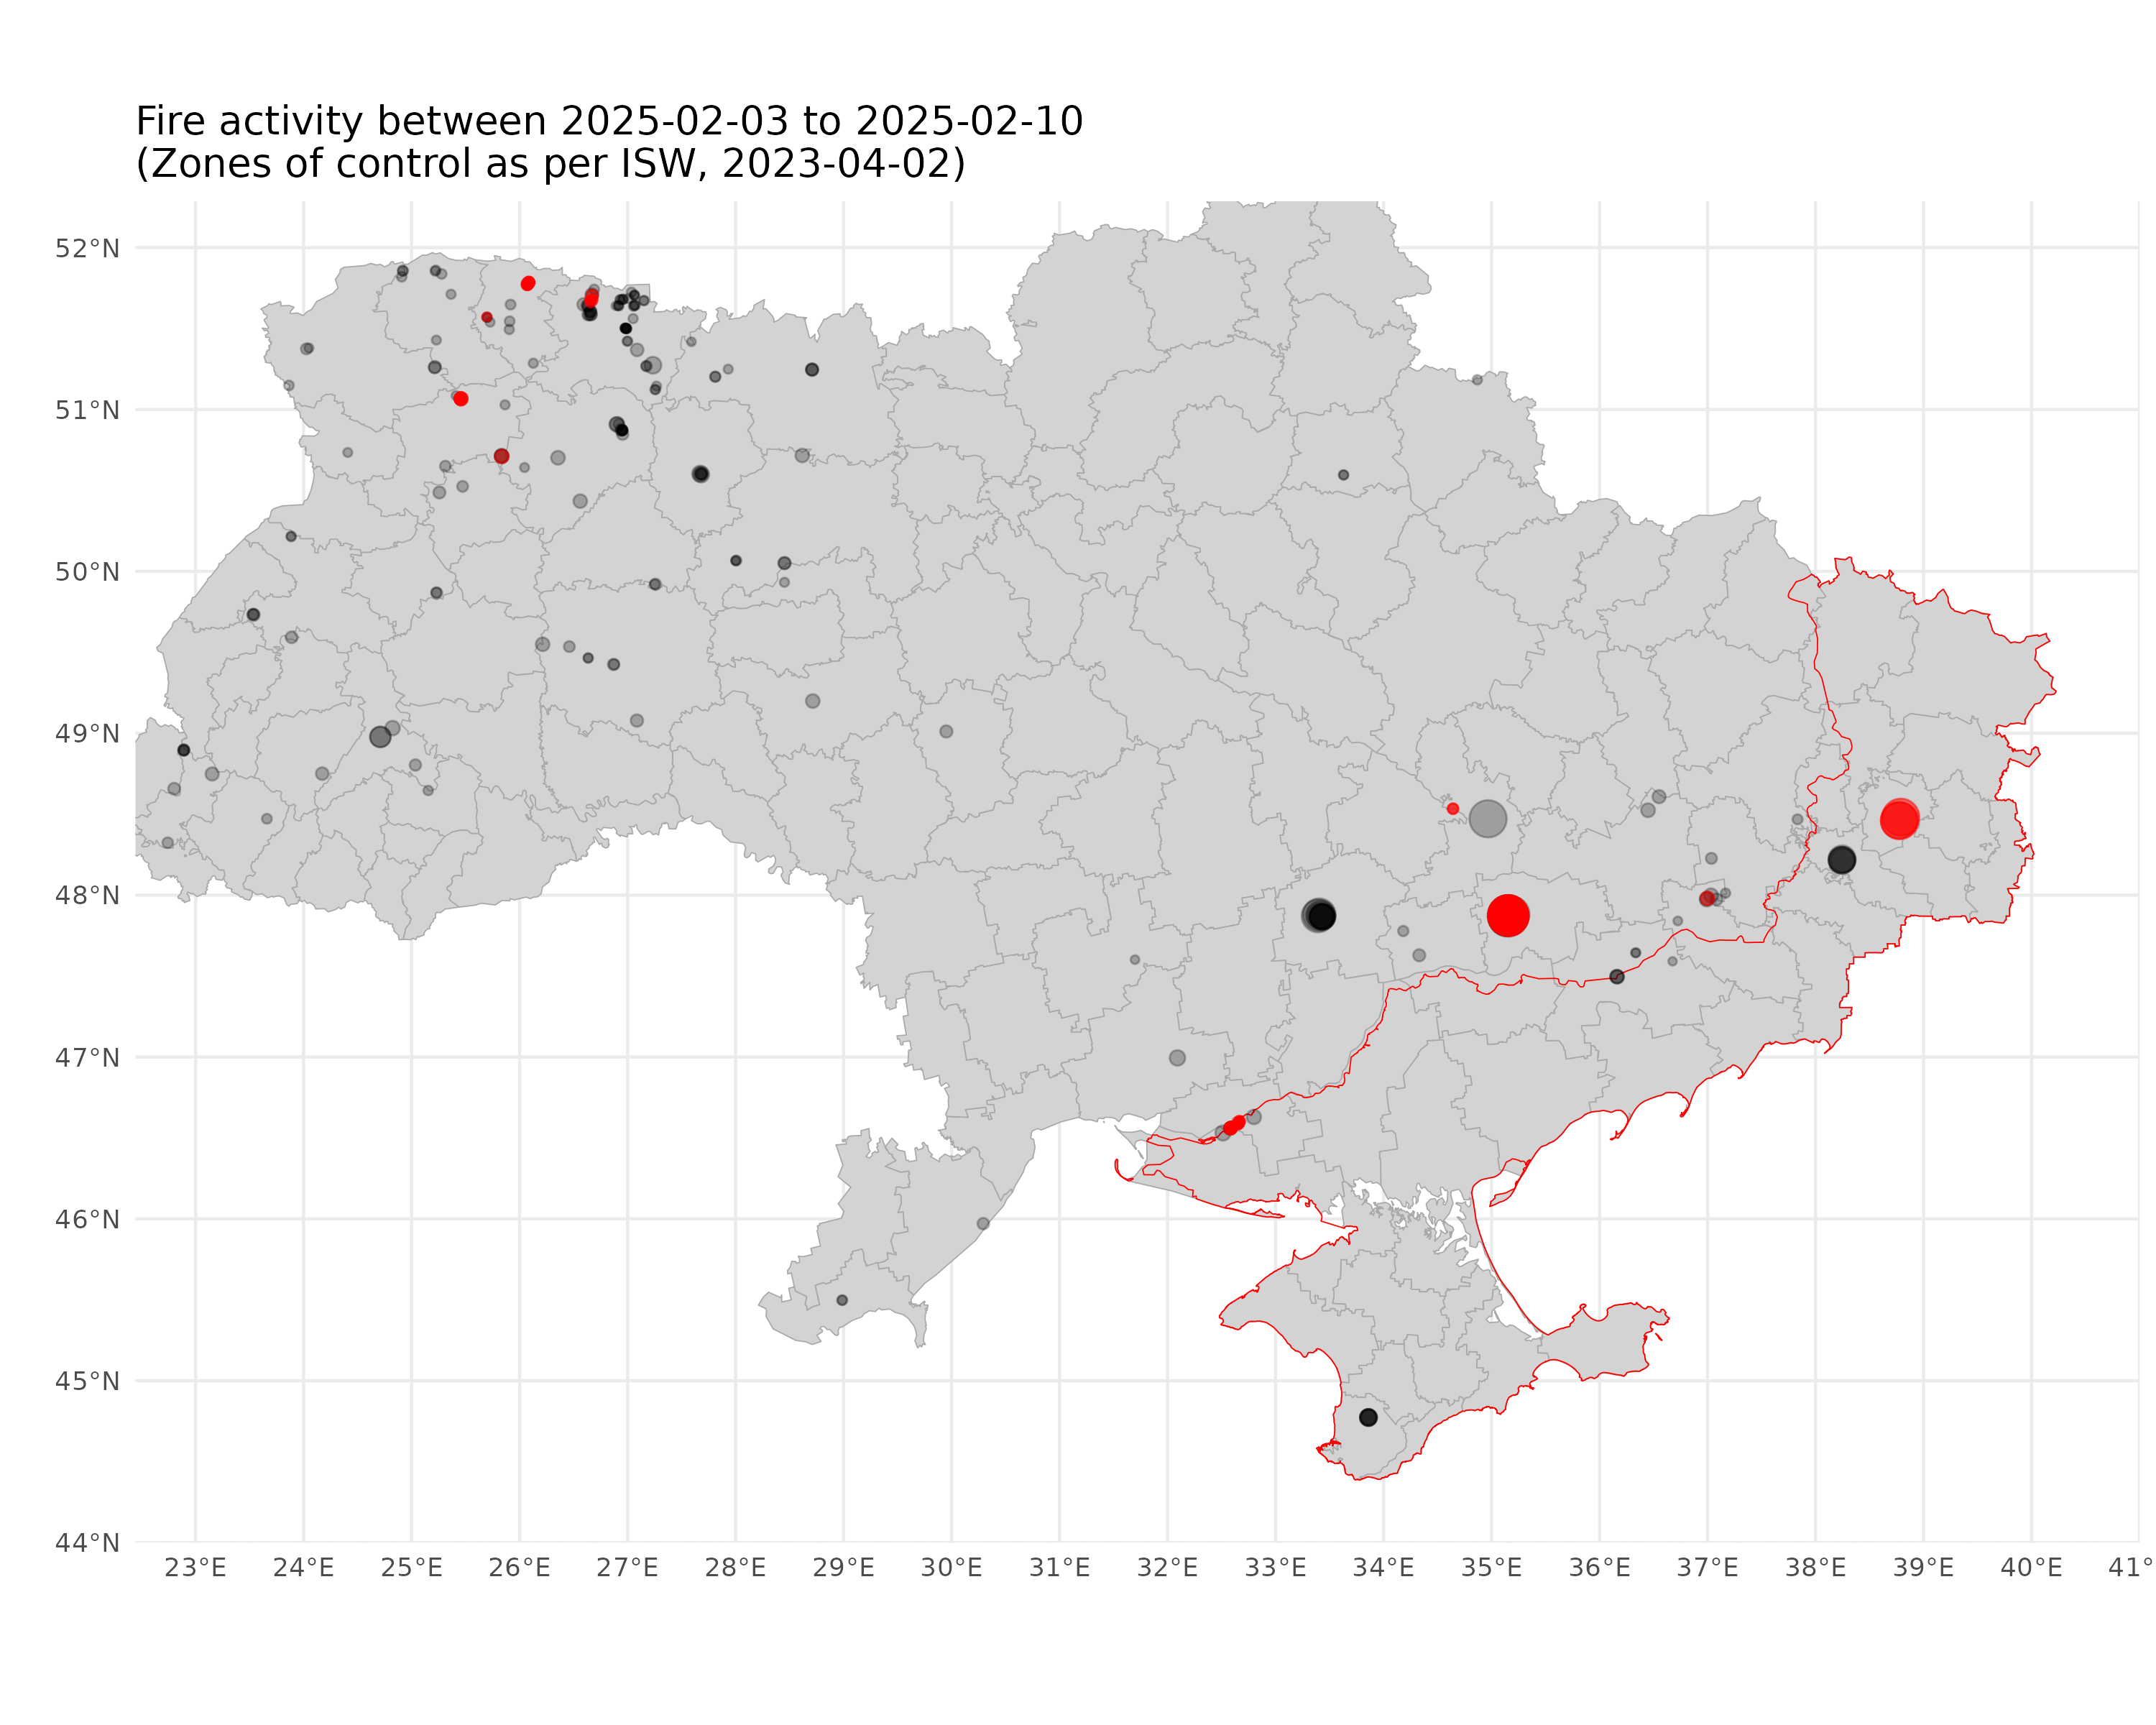 Fire activity between 2025-02-03 to 2025-02-10
(Zones of control as per ISW, 2023-04-02)
52°N
51°N
50°N
49°N
48°N
47°N
46°N
45°N
44°N
23°E 24°E 25°E 26°E 27°E 28°E 29°E 30°E 31°E 32°E 33°E 34°E 35°E 36°E 37°E 38°E 39°E 40°E 41°